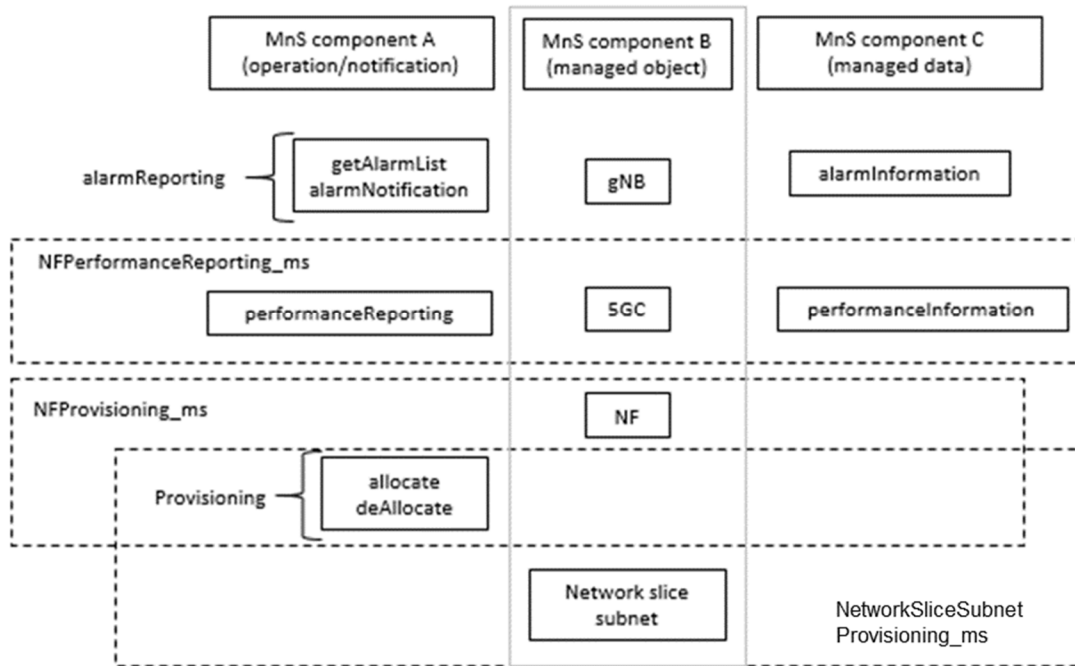 MnS component A
(operation/notification)
MnS component B
(managed object)
MnS component C
(managed data)
alarmReporting
getAlarmList
alarmNotification
gNB
alarmInformation
NFPerformanceReporting_ms
performanceReporting
5GC
performanceInformation
NFProvisioning_ms
NF
Provisioning
allocate
deAllocate
Network slice
subnet
NetworkSliceSubnet
Provisioning_ms